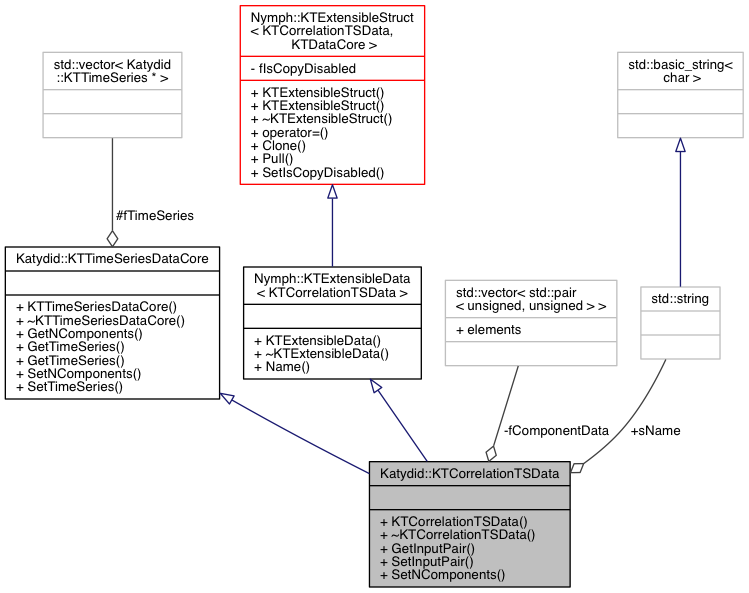 Nymph::KTExtensibleStruct
< KTCorrelationTSData,
KTDataCore >
- fIsCopyDisabled
+ KTExtensibleStruct()
+ KTExtensibleStruct()
+ ~KTExtensibleStruct()
+ operator=()
+ Clone()
+ Pull()
+ SetIsCopyDisabled()
std::vector< Katydid
::KTTimeSeries * >
std::basic_string<
char >
#fTimeSeries
Katydid::KTTimeSeriesDataCore
+ KTTimeSeriesDataCore()
+ ~KTTimeSeriesDataCore()
+ GetNComponents()
+ GetTimeSeries()
+ GetTimeSeries()
+ SetNComponents()
+ SetTimeSeries()
Nymph::KTExtensibleData
< KTCorrelationTSData >
+ KTExtensibleData()
+ ~KTExtensibleData()
+ Name()
std::vector< std::pair
< unsigned, unsigned > >
+ elements
std::string
-fComponentData
+sName
Katydid::KTCorrelationTSData
+ KTCorrelationTSData()
+ ~KTCorrelationTSData()
+ GetInputPair()
+ SetInputPair()
+ SetNComponents()